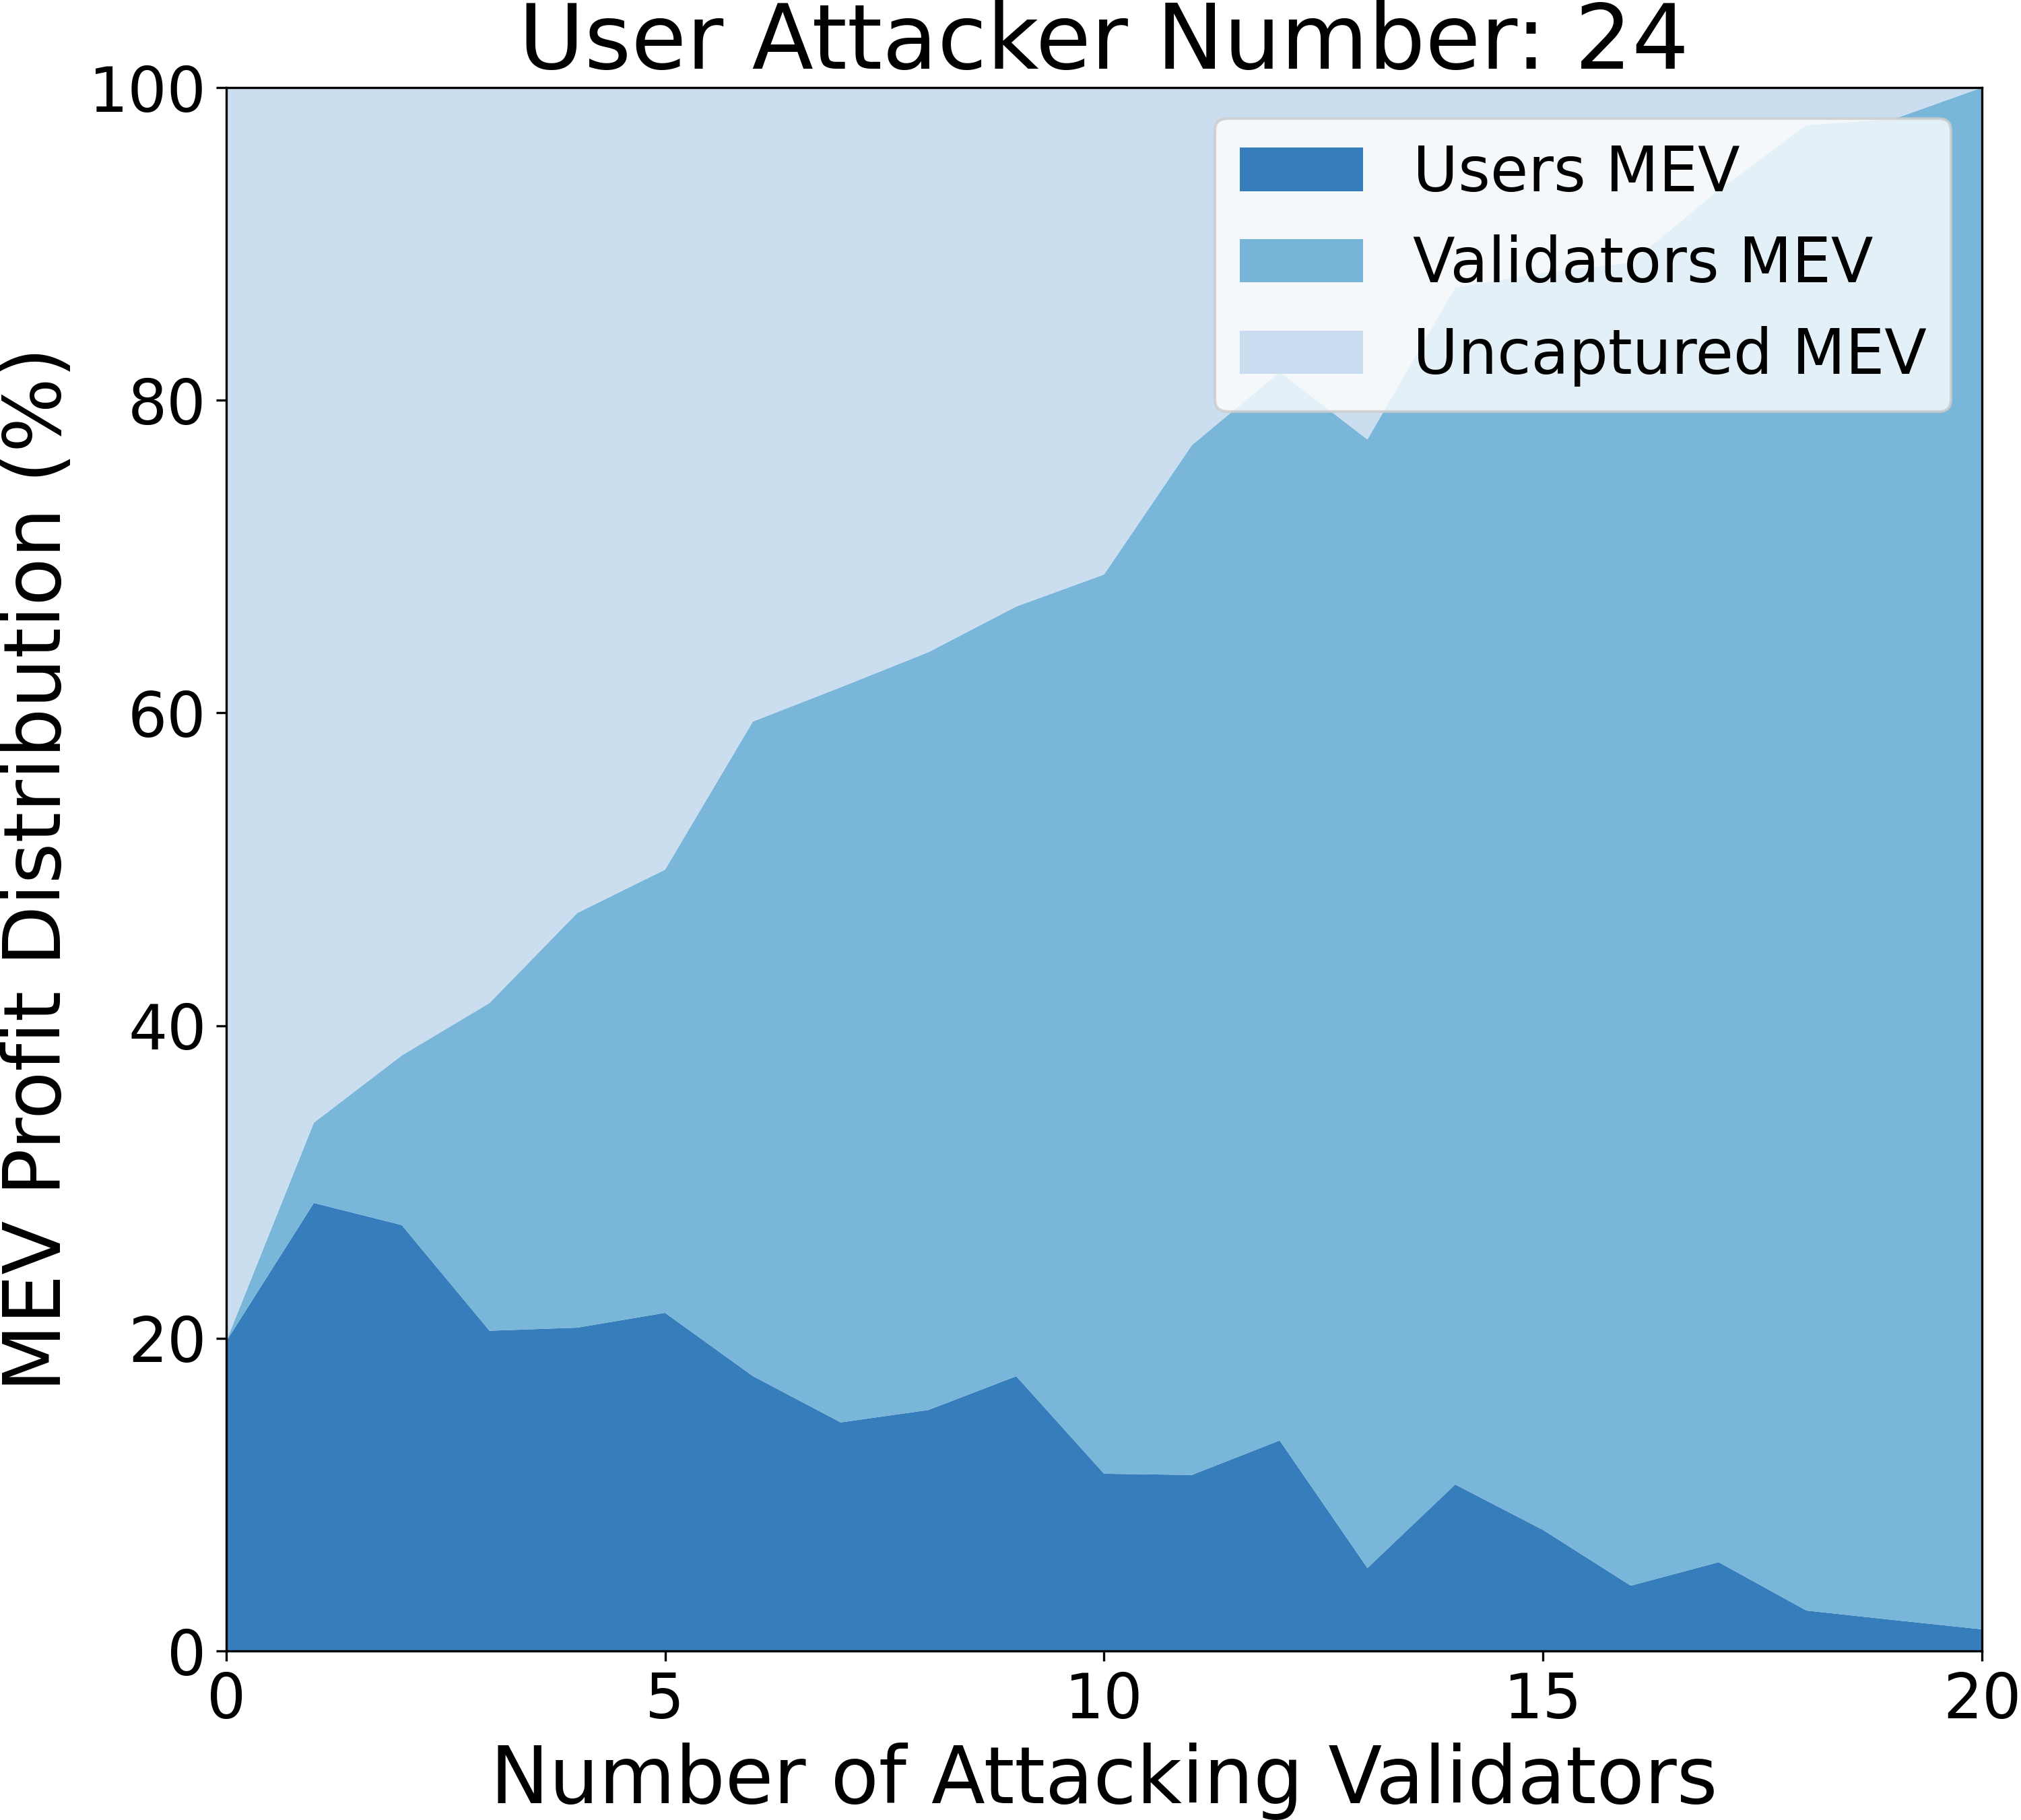 User Attacker Number: 24
MEV Profit Distribution (%)
100
80
60
40
20
0
Users MEV
Validators MEV
Uncaptured MEV
0 5 10 15 20
Number of Attacking Validators